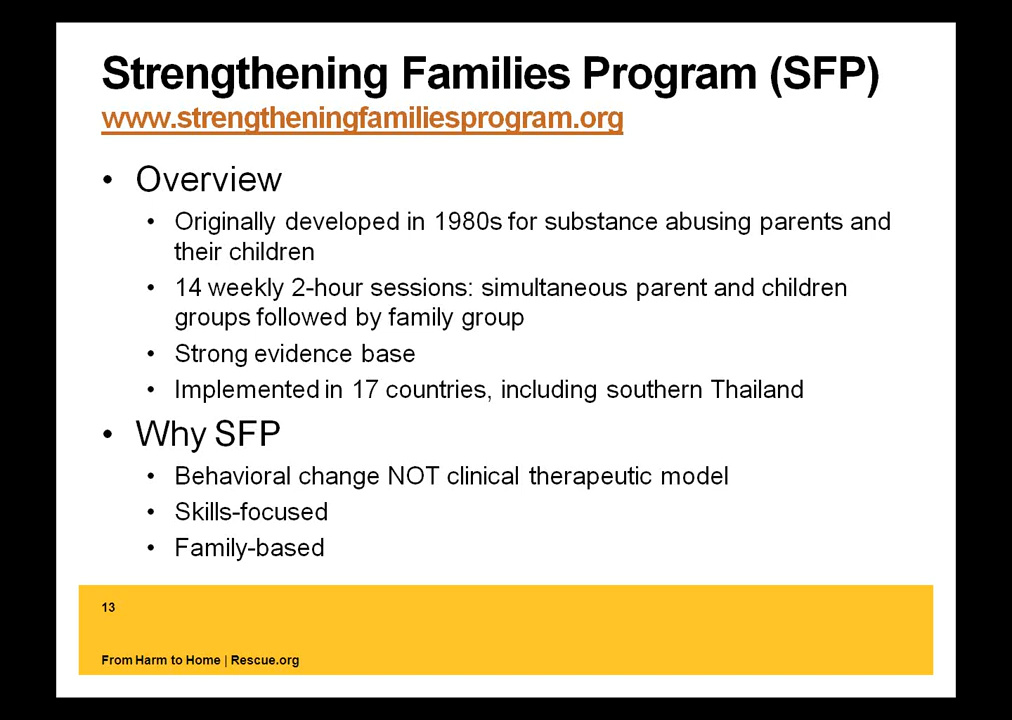 Strengthening Families Program (SFP)
www.strengtheningfamiliesprogram.org
• Overview
• Originally developed in 1980s for substance abusing parents and
their children
• 14 weekly 2-hour sessions: simultaneous parent and children
groups followed by family group
• Strong evidence base
• Implemented in 17 countries, including southern Thailand
• Why SFP
• Behavioral change NOT clinical therapeutic model
• Skills-focused
• Family-based
13
From Harm to Home | Rescue.org